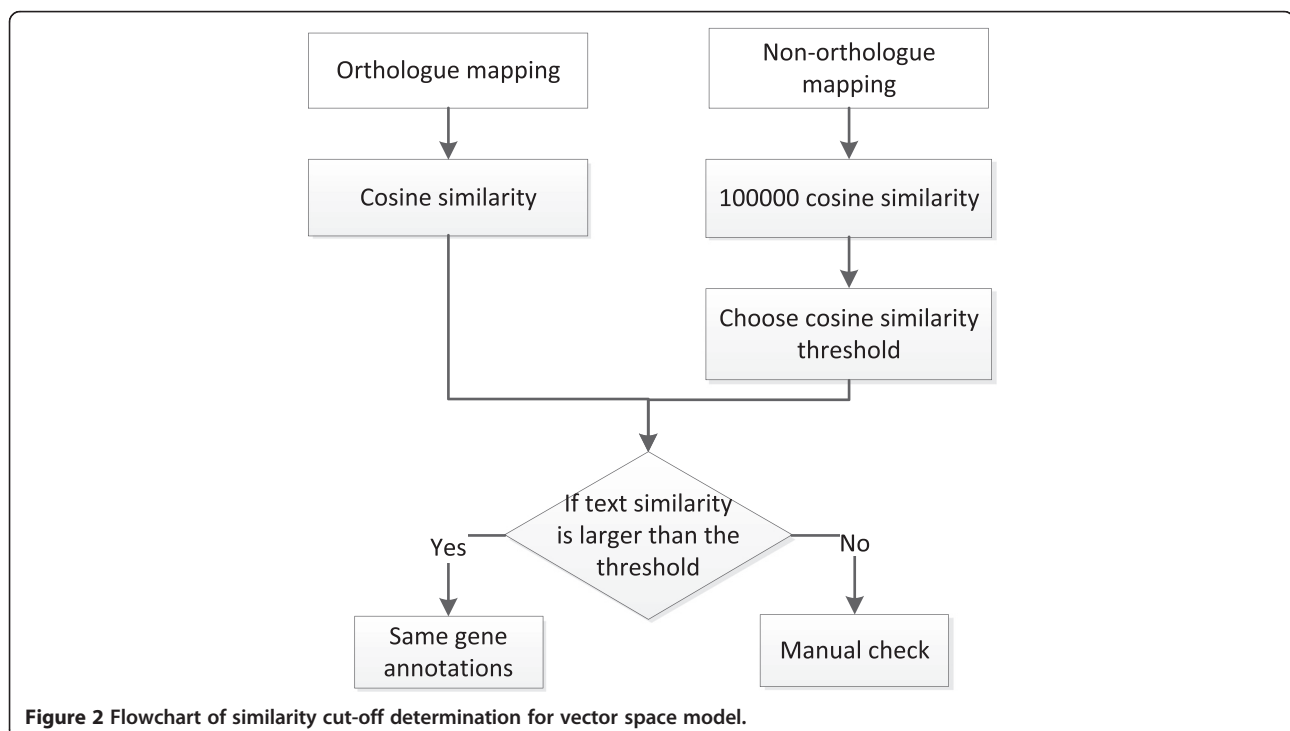 Orthologue mapping
Non-orthologue
mapping
Cosine similarity
100000 cosine similarity
Choose cosine similarity
threshold
If text similarity
is larger than the
threshold
Yes
No
Same gene
annotations
Manual check
Figure 2 Flowchart of similarity cut-off determination for vector space model.